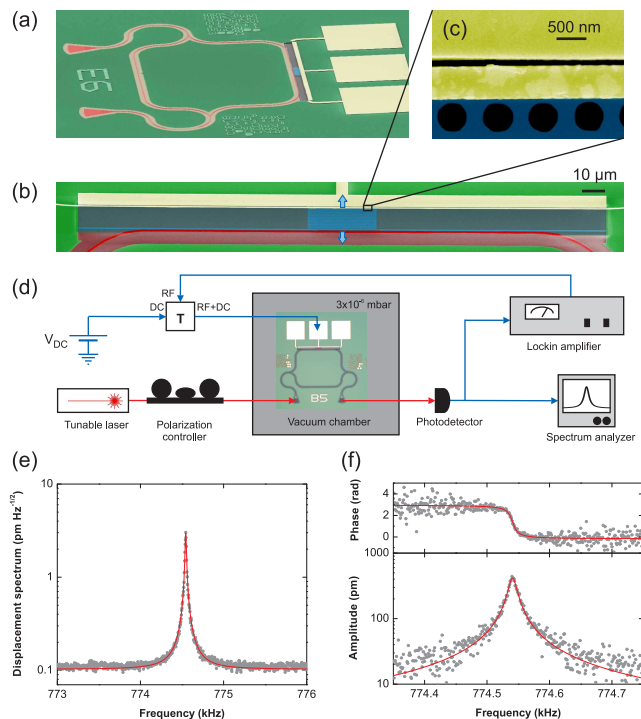 (a)
E6
(c)
500 nm
(b)
10 µm
(d)
RF
DC
RF+DC
T
V_DC
3x10⁻⁵ mbar
B5
Vacuum chamber
Tunable laser
Polarization
controller
Photodetector
Lockin amplifier
Spectrum analyzer
(e)
Displacement spectrum (pm Hz⁻¹/²)
10
1
0.1
773
774
775
776
Frequency (kHz)
(f)
Phase (rad)
4
2
0
Amplitude (pm)
1000
100
10
774.4
774.5
774.6
774.7
Frequency (kHz)